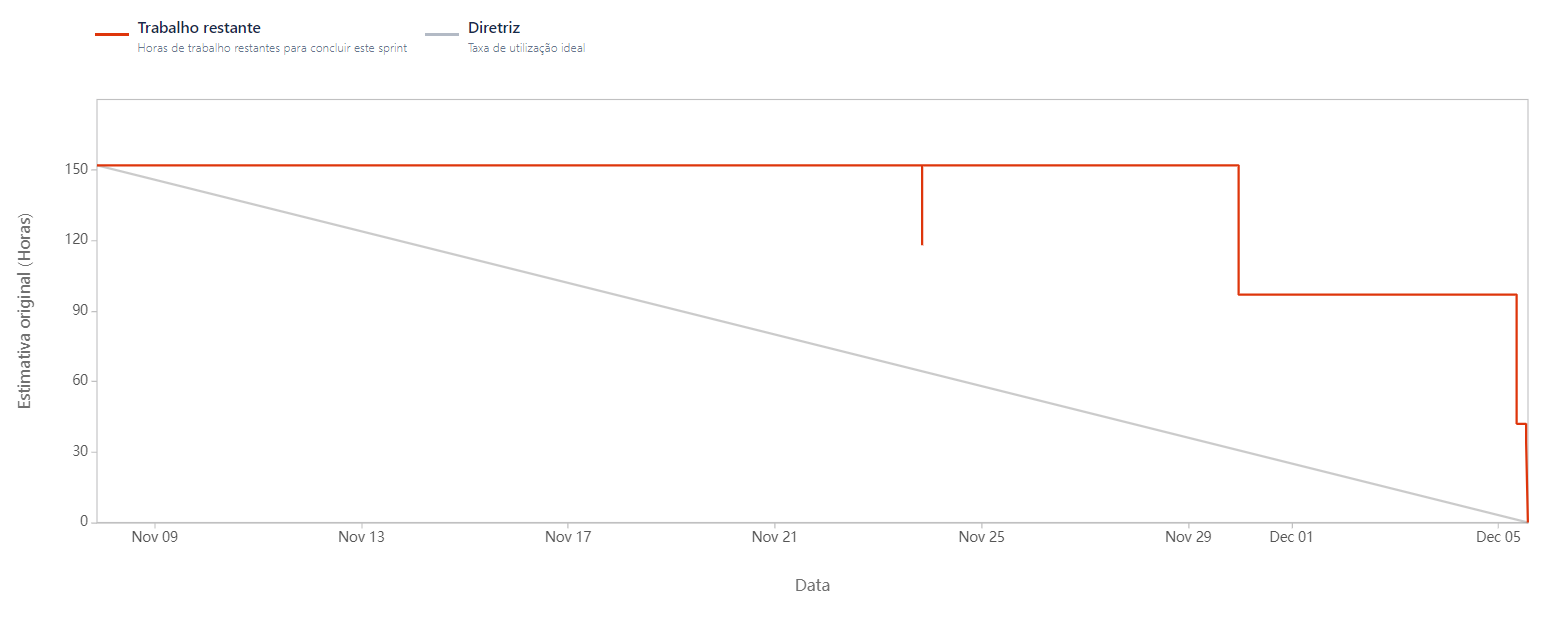 Trabalho restante
Horas de trabalho restantes para concluir este sprint
Diretriz
Taxa de utilização ideal
Estimativa original (Horas)
150
120
90
60
30
0
Nov 09
Nov 13
Nov 17
Nov 21
Nov 25
Nov 29
Dec 01
Dec 05
Data